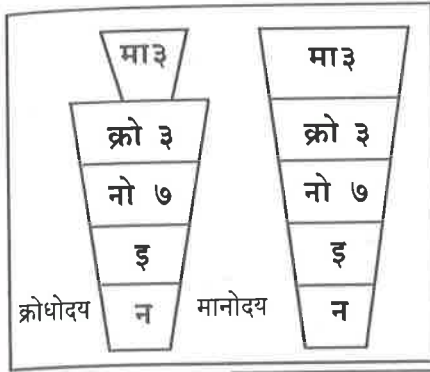 मा३ मा३
क्रो ३ क्रो ३
नो ७ नो ७
इ इ
क्रोधोदय न मानोदय न